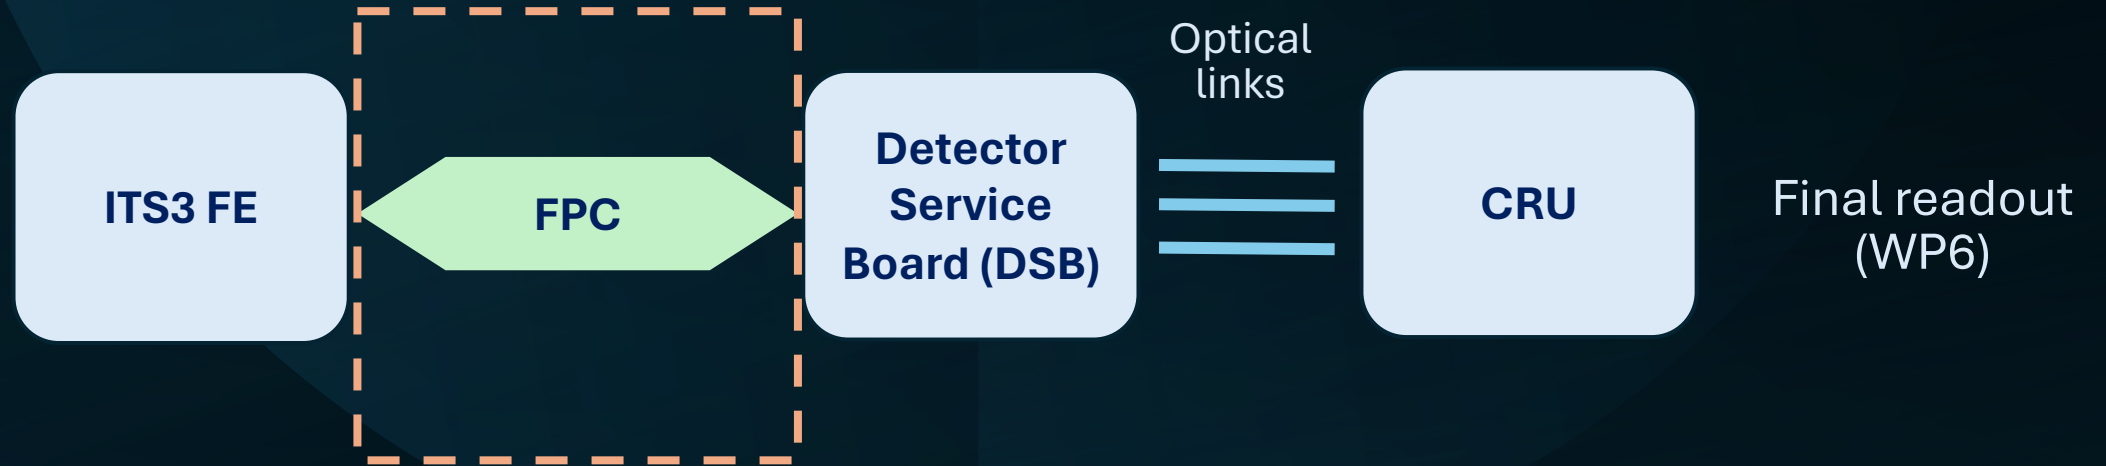 ITS3 FE
FPC
Detector
Service
Board (DSB)
Optical
links
CRU
Final readout
(WP6)